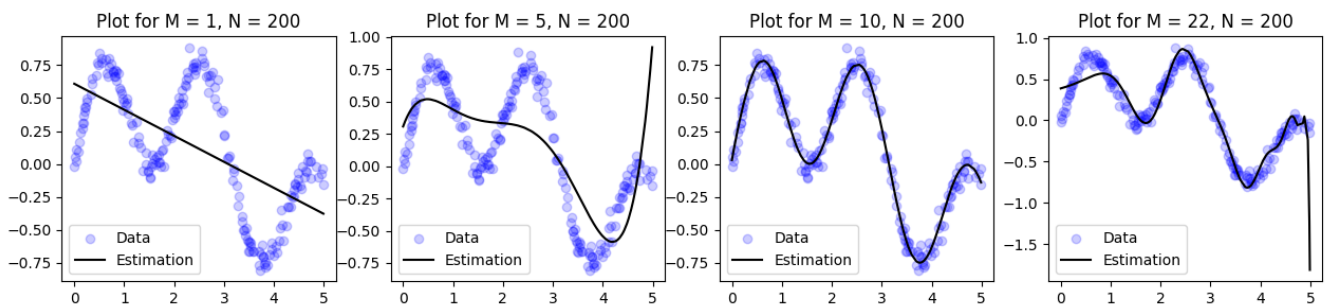 Plot for M = 1, N = 200
0.75
0.50
0.25
0.00
−0.25
−0.50
−0.75
0 1 2 3 4 5
Data
Estimation
Plot for M = 5, N = 200
1.00
0.75
0.50
0.25
0.00
−0.25
−0.50
−0.75
0 1 2 3 4 5
Data
Estimation
Plot for M = 10, N = 200
0.75
0.50
0.25
0.00
−0.25
−0.50
−0.75
0 1 2 3 4 5
Data
Estimation
Plot for M = 22, N = 200
1.0
0.5
0.0
−0.5
−1.0
−1.5
0 1 2 3 4 5
Data
Estimation